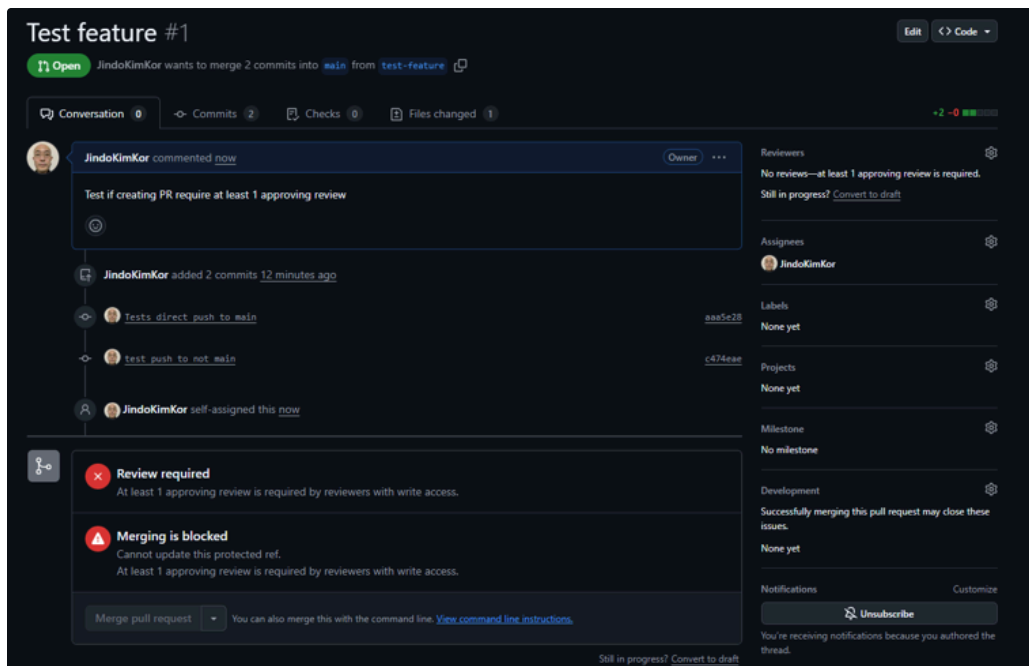 Test feature #1
Edit
Code
Open
JindoKimKor wants to merge 2 commits into main from test-feature
Conversation 0
Commits 2
Checks 0
Files changed 1
+2 −0
JindoKimKor commented now
Owner
Test if creating PR require at least 1 approving review
JindoKimKor added 2 commits 12 minutes ago
Tests direct push to main
aaa5e28
test push to not main
c474eae
JindoKimKor self-assigned this now
Review required
At least 1 approving review is required by reviewers with write access.
Merging is blocked
Cannot update this protected ref.
At least 1 approving review is required by reviewers with write access.
Merge pull request
You can also merge this with the command line. View command line instructions.
Still in progress? Convert to draft
Reviewers
No reviews—at least 1 approving review is required.
Still in progress? Convert to draft
Assignees
JindoKimKor
Labels
None yet
Projects
None yet
Milestone
No milestone
Development
Successfully merging this pull request may close these
issues.
None yet
Notifications
Customize
Unsubscribe
You're receiving notifications because you authored the
thread.